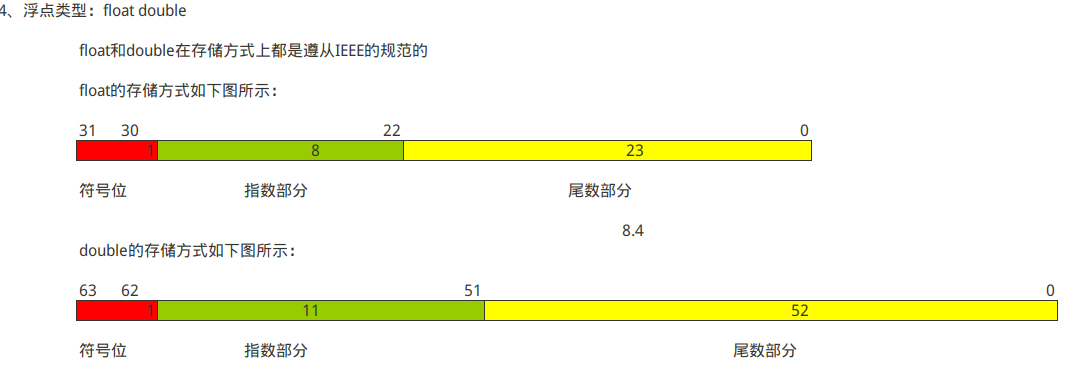 4、浮点类型：float double
float和double在存储方式上都是遵从IEEE的规范的
float的存储方式如下图所示：
31 30 22 0
1 8 23
符号位 指数部分 尾数部分
8.4
double的存储方式如下图所示：
63 62 51 0
1 11 52
符号位 指数部分 尾数部分